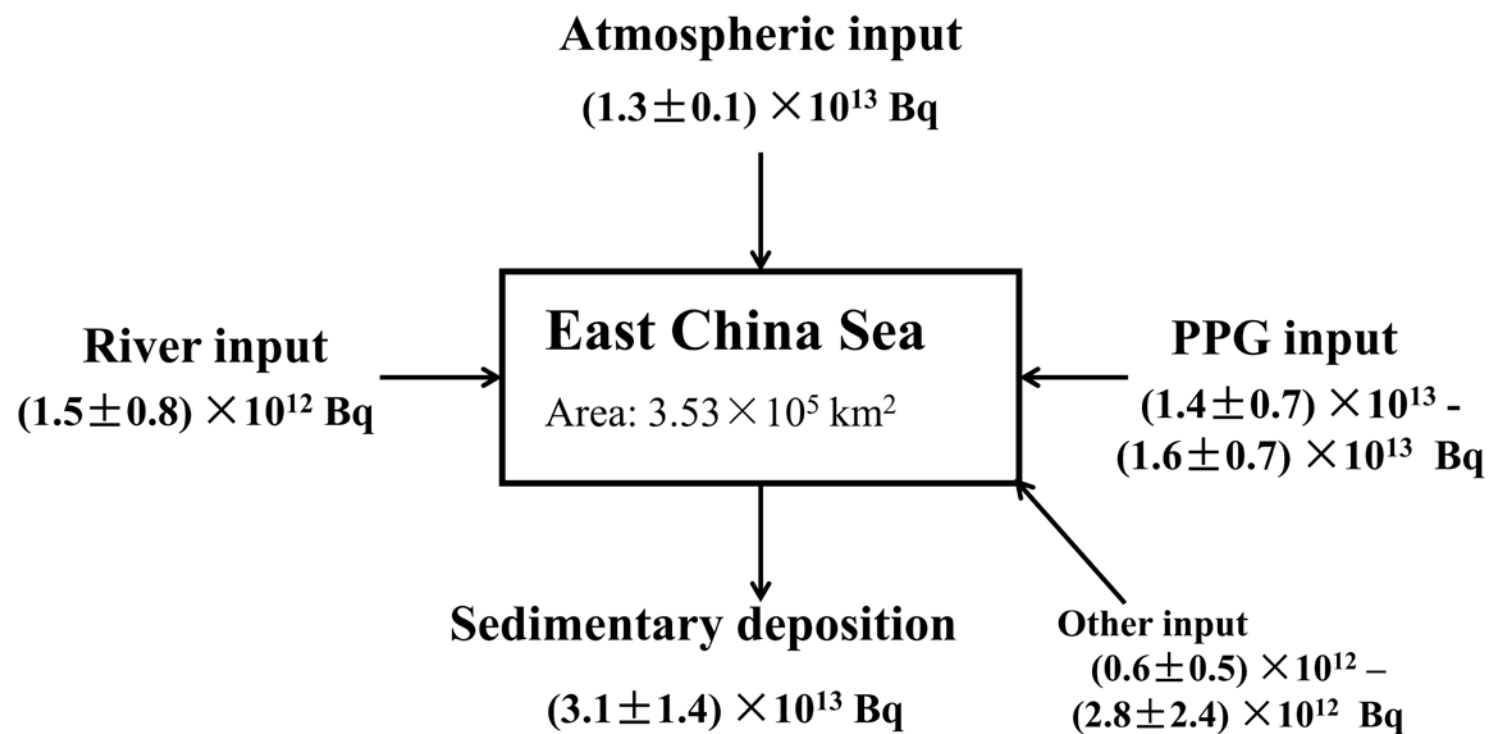 Atmospheric input
(1.3±0.1) ×10¹³ Bq
East China Sea
Area: 3.53×10⁵ km²
River input
(1.5±0.8) ×10¹² Bq
PPG input
(1.4±0.7) ×10¹³ -
(1.6±0.7) ×10¹³ Bq
Sedimentary deposition
(3.1±1.4) ×10¹³ Bq
Other input
(0.6±0.5) ×10¹² –
(2.8±2.4) ×10¹² Bq